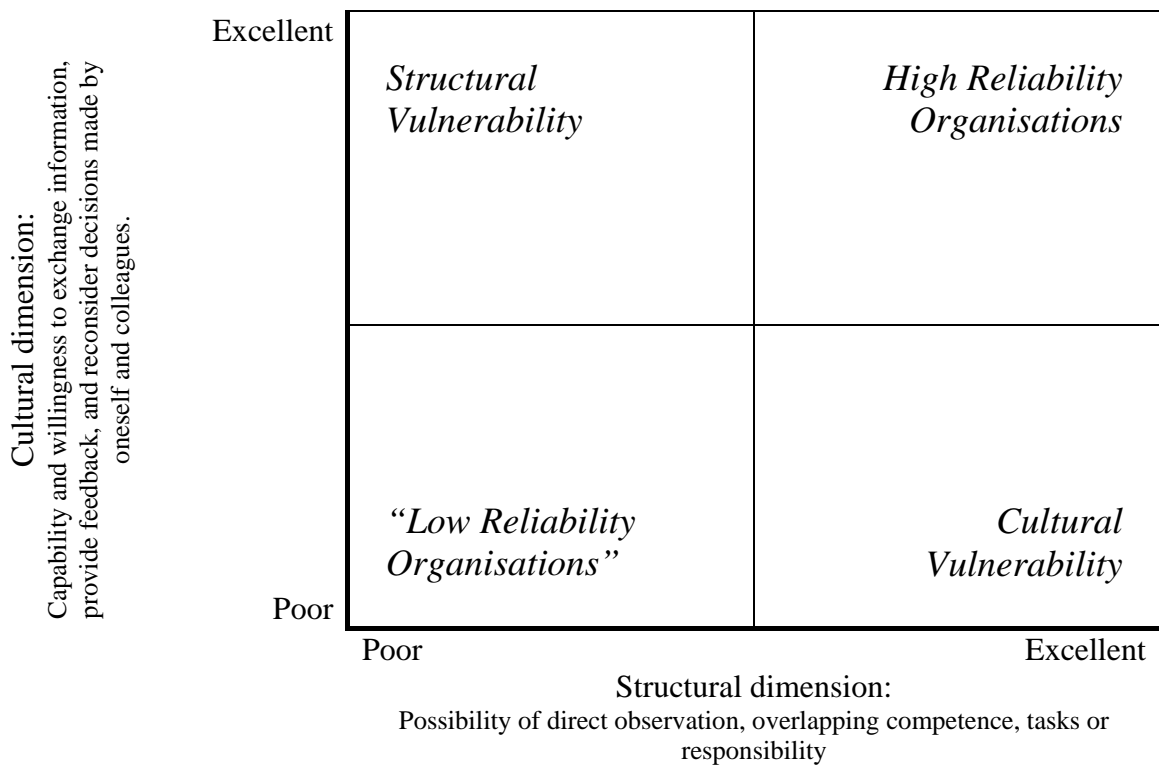 Cultural dimension:
Capability and willingness to exchange information,
provide feedback, and reconsider decisions made by
oneself and colleagues.
Excellent
Structural
Vulnerability
High Reliability
Organisations
“Low Reliability
Organisations”
Cultural
Vulnerability
Poor
Poor
Excellent
Structural dimension:
Possibility of direct observation, overlapping competence, tasks or
responsibility